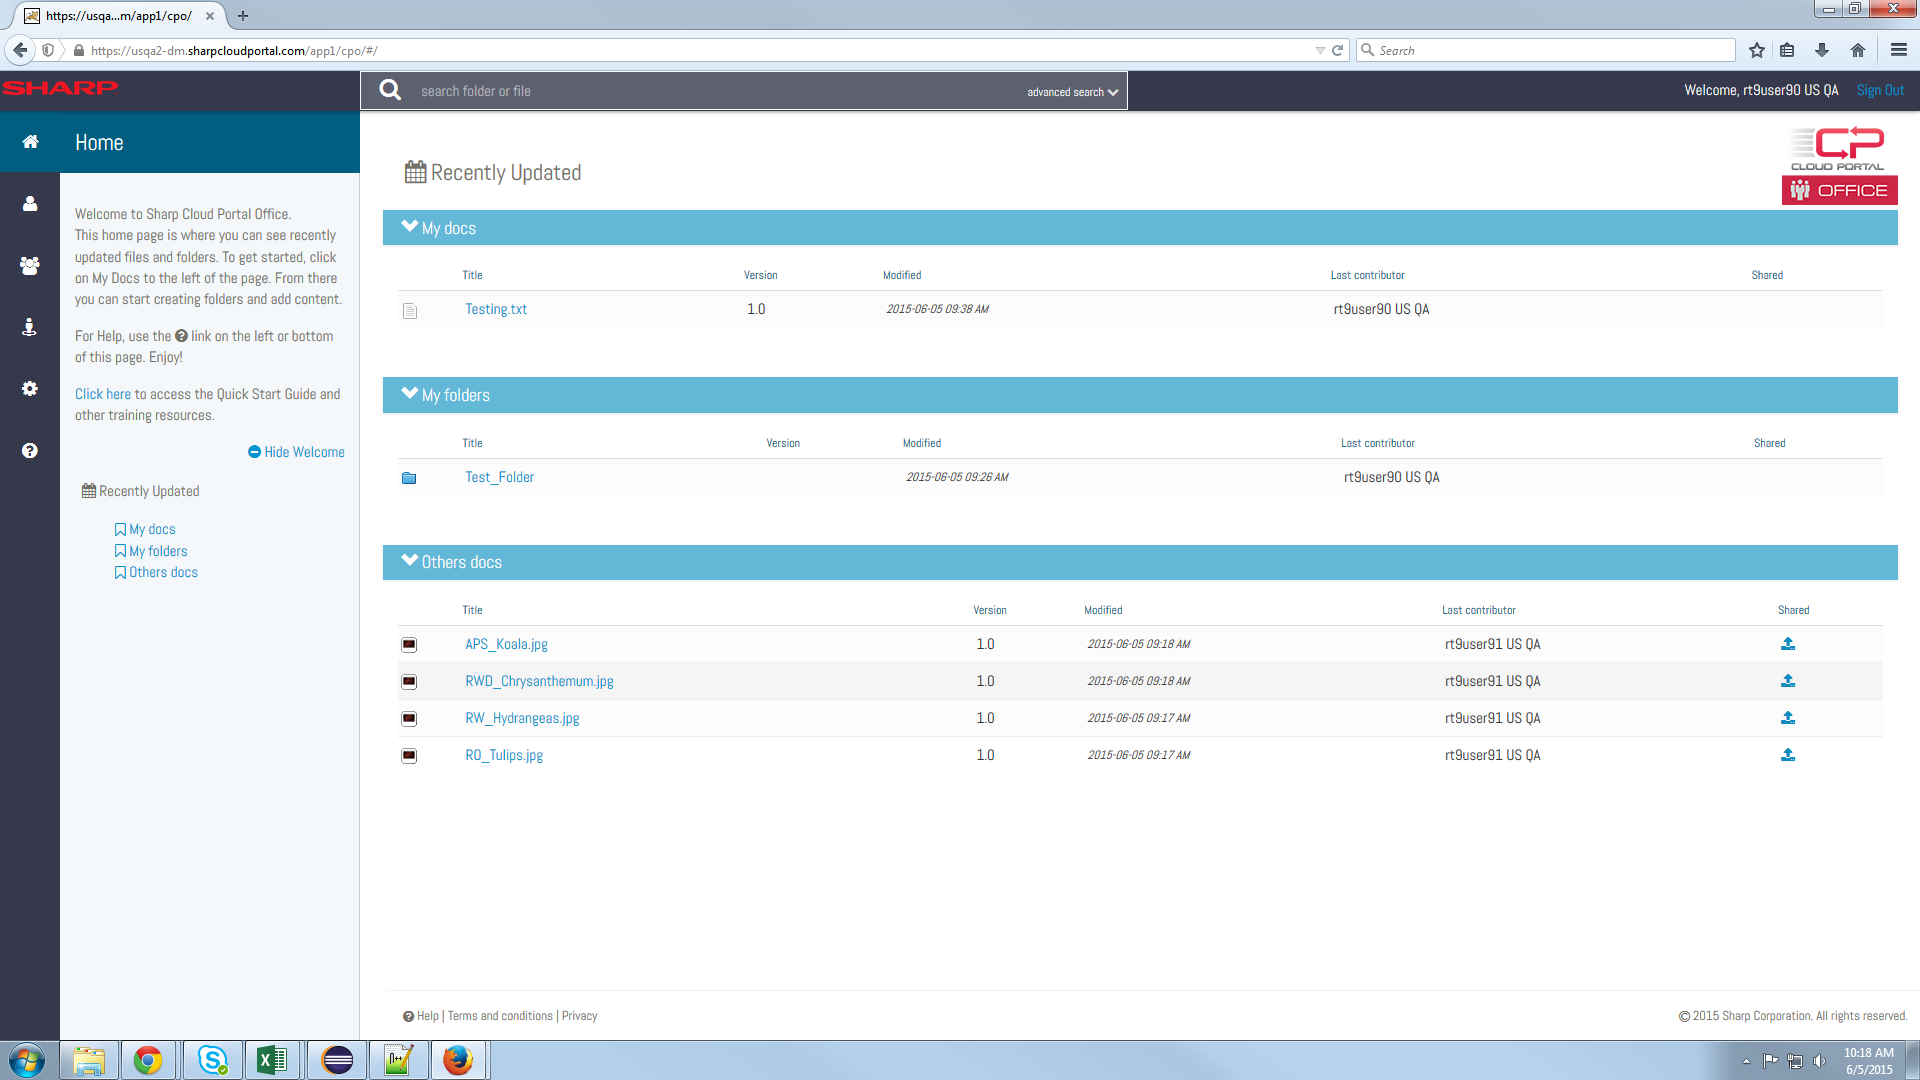 https://usqa...m/app1/cpo/
https://usqa2-dm.sharpcloudportal.com/app1/cpo/#/
Search
SHARP
search folder or file
advanced search
Welcome, rt9user90 US QA
Sign Out
Home
Welcome to Sharp Cloud Portal Office.
This home page is where you can see recently
updated files and folders. To get started, click
on My Docs to the left of the page. From there
you can start creating folders and add content.
For Help, use the ? link on the left or bottom
of this page. Enjoy!
Click here to access the Quick Start Guide and
other training resources.
Hide Welcome
Recently Updated
My docs
My folders
Others docs
Recently Updated
CP
CLOUD PORTAL
OFFICE
My docs
Title Version Modified Last contributor Shared
Testing.txt 1.0 2015-06-05 09:38 AM rt9user90 US QA
My folders
Title Version Modified Last contributor Shared
Test_Folder 2015-06-05 09:26 AM rt9user90 US QA
Others docs
Title Version Modified Last contributor Shared
APS_Koala.jpg 1.0 2015-06-05 09:18 AM rt9user91 US QA
RWD_Chrysanthemum.jpg 1.0 2015-06-05 09:18 AM rt9user91 US QA
RW_Hydrangeas.jpg 1.0 2015-06-05 09:17 AM rt9user91 US QA
RO_Tulips.jpg 1.0 2015-06-05 09:17 AM rt9user91 US QA
Help | Terms and conditions | Privacy
© 2015 Sharp Corporation. All rights reserved.
10:18 AM
6/5/2015